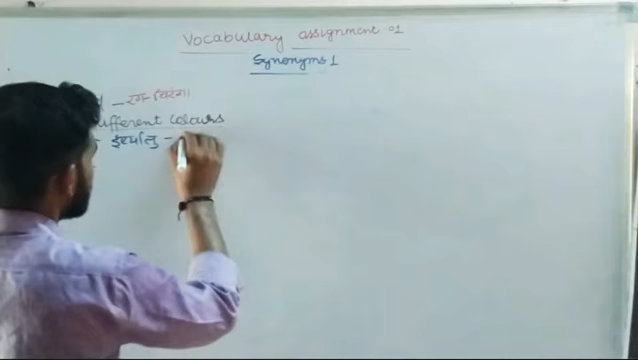 Vocabulary assignment 01
Synonyms 1
– रंग-बिरंगा
different colours
– ईर्ष्यालु –